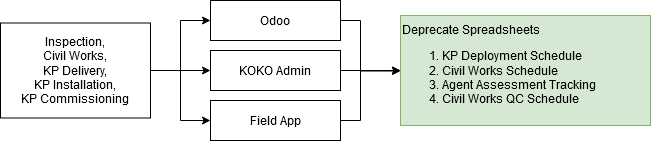 Inspection,
Civil Works,
KP Delivery,
KP Installation,
KP Commissioning
Odoo
KOKO Admin
Field App
Deprecate Spreadsheets
1. KP Deployment Schedule
2. Civil Works Schedule
3. Agent Assessment Tracking
4. Civil Works QC Schedule